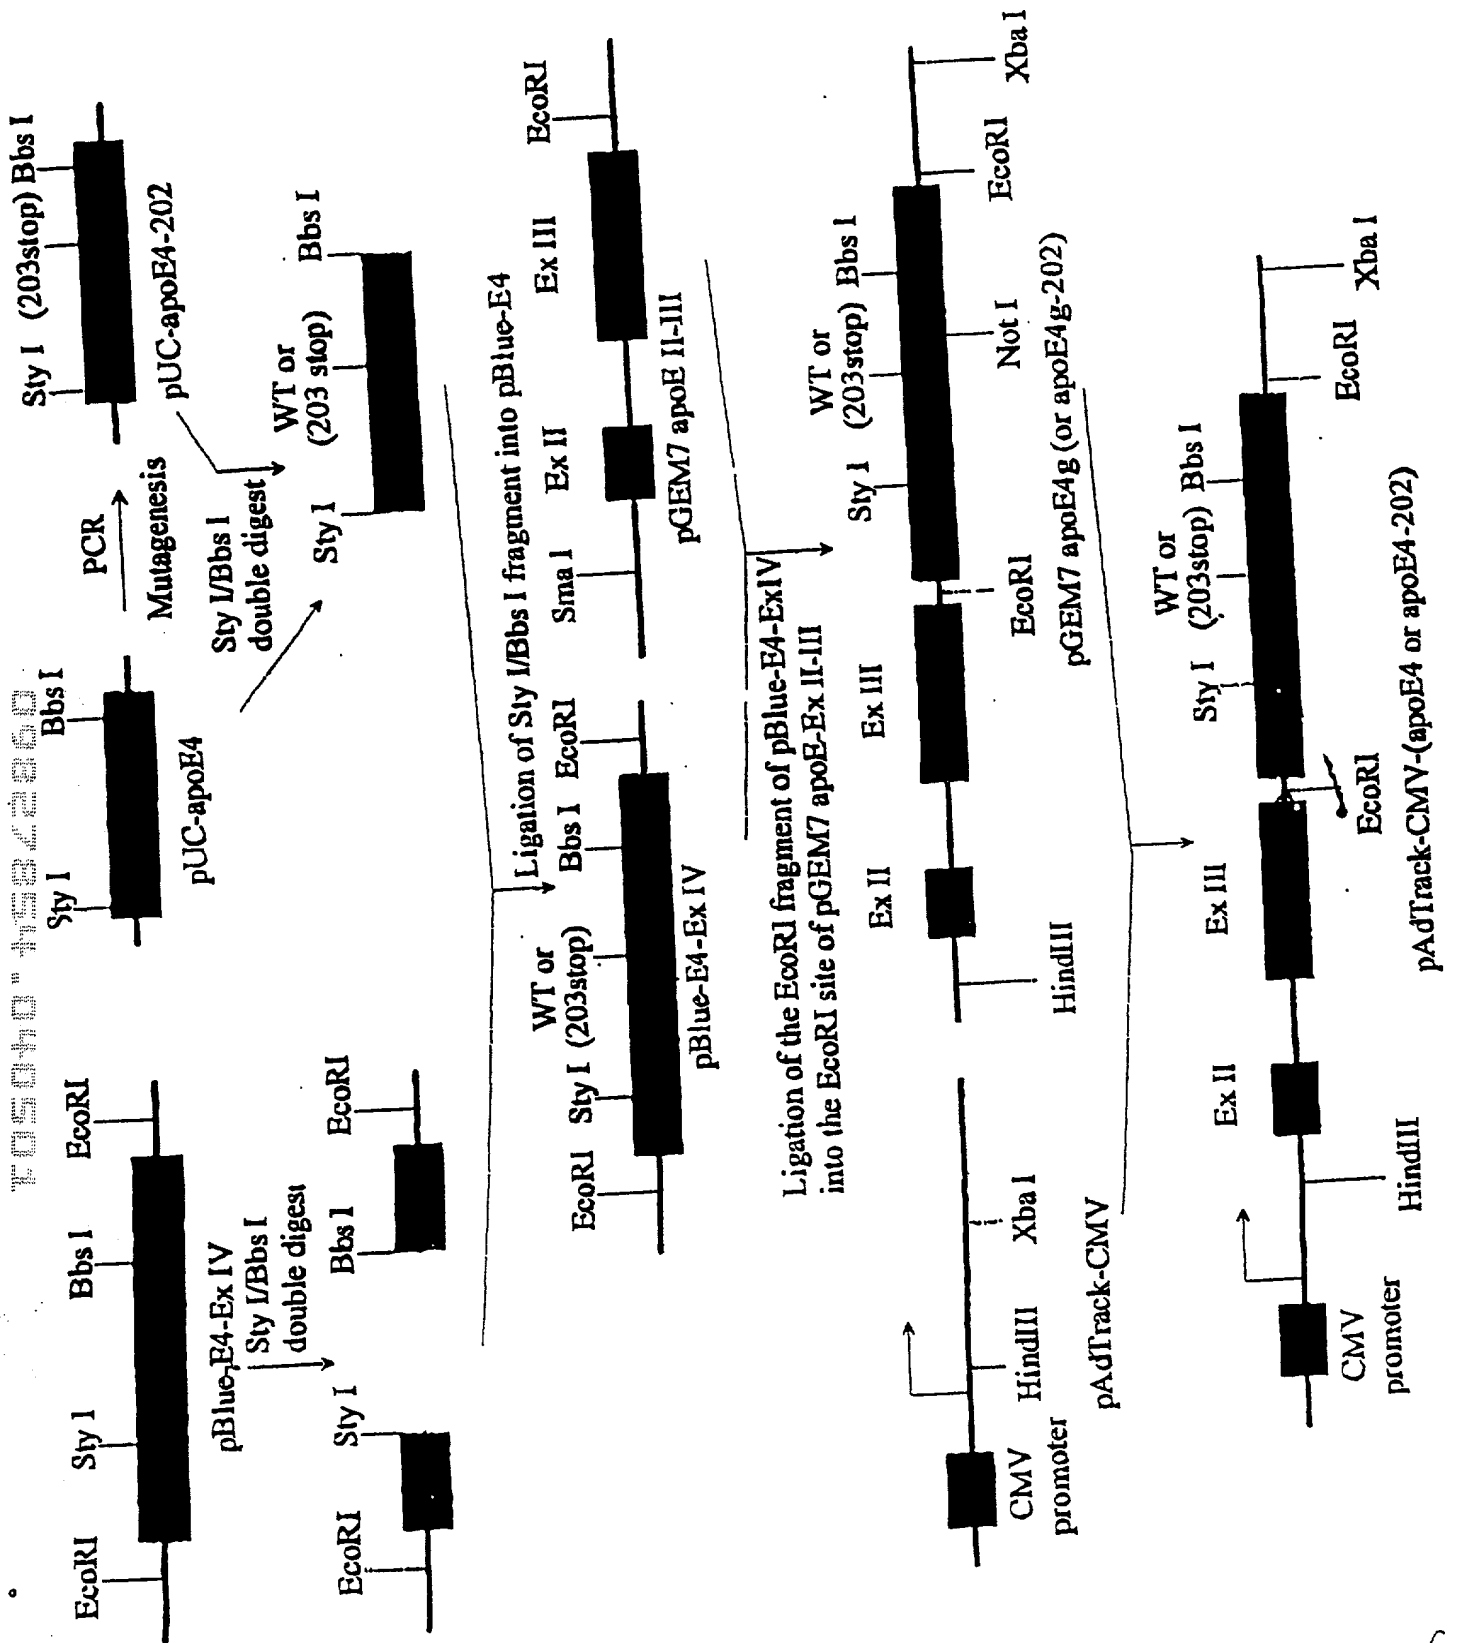 EcoRI
Sty I
Bbs I
EcoRI
pBlue-E4-Ex IV
Sty I/Bbs I
double digest
EcoRI
Sty I
Bbs I
EcoRI
Sty I
Bbs I
pUC-apoE4
PCR
Mutagenesis
Sty I (203stop) Bbs I
pUC-apoE4-202
Sty I/Bbs I
double digest
WT or
(203 stop)
Sty I
Bbs I
Ligation of Sty I/Bbs I fragment into pBlue-E4
WT or
EcoRI Sty I (203stop) Bbs I EcoRI
pBlue-E4-Ex IV
Sma I
Ex II
Ex III
EcoRI
pGEM7 apoE II-III
Ligation of the EcoRI fragment of pBlue-E4-ExIV
into the EcoRI site of pGEM7 apoE-Ex II-III
CMV
promoter
HindIII
Xba I
pAdTrack-CMV
HindIII
Ex II
Ex III
EcoRI
WT or
Sty I (203stop) Bbs I
Not I
EcoRI
Xba I
pGEM7 apoE4g (or apoE4g-202)
CMV
promoter
HindIII
Ex II
Ex III
EcoRI
WT or
Sty I (203stop) Bbs I
EcoRI
Xba I
pAdTrack-CMV-(apoE4 or apoE4-202)